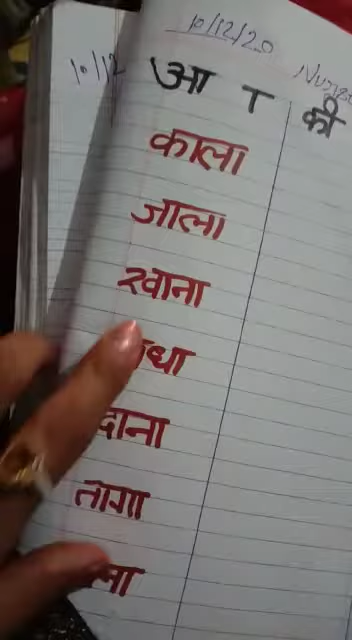 10/12/20
10/12
आ ा की
काला
जाला
खाना
धा
दाना
तागा
ना